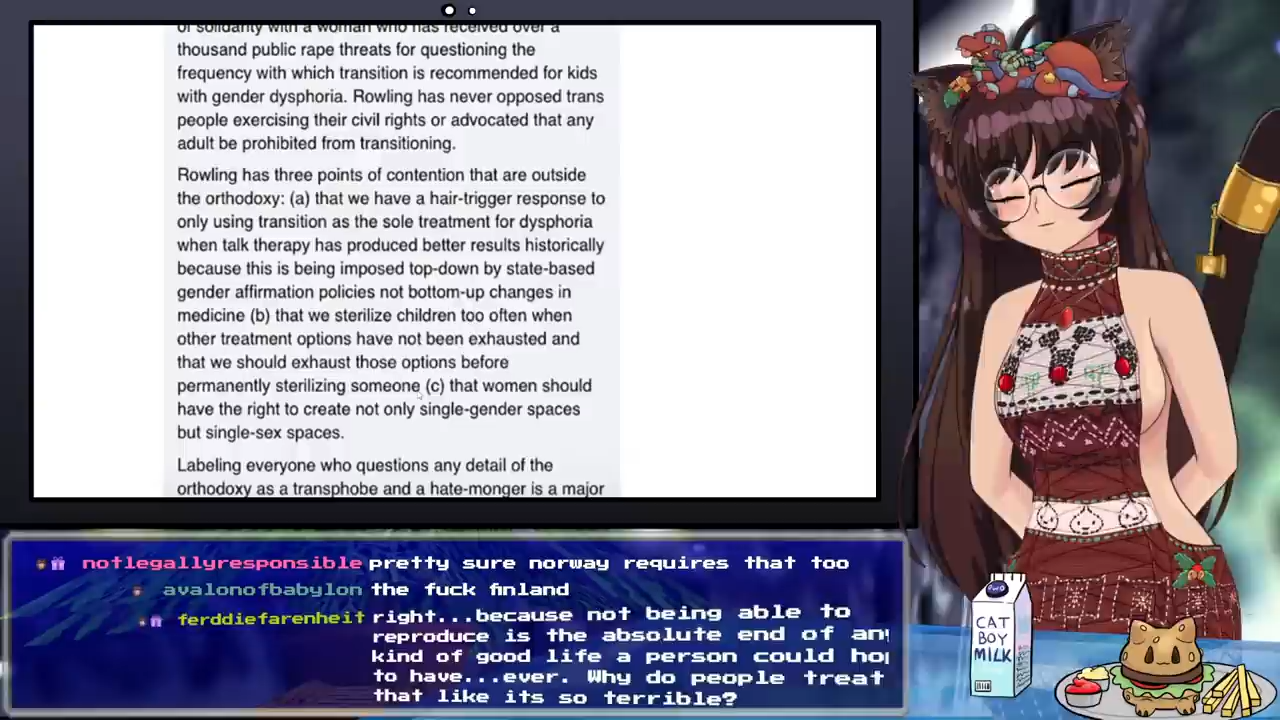 of solidarity with a woman who has received over a
thousand public rape threats for questioning the
frequency with which transition is recommended for kids
with gender dysphoria. Rowling has never opposed trans
people exercising their civil rights or advocated that any
adult be prohibited from transitioning.
Rowling has three points of contention that are outside
the orthodoxy: (a) that we have a hair-trigger response to
only using transition as the sole treatment for dysphoria
when talk therapy has produced better results historically
because this is being imposed top-down by state-based
gender affirmation policies not bottom-up changes in
medicine (b) that we sterilize children too often when
other treatment options have not been exhausted and
that we should exhaust those options before
permanently sterilizing someone (c) that women should
have the right to create not only single-gender spaces
but single-sex spaces.
Labeling everyone who questions any detail of the
orthodoxy as a transphobe and a hate-monger is a major
notlegallyresponsible pretty sure norway requires that too
avalonofbabylon the fuck finland
ferddiefarenheit right...because not being able to
reproduce is the absolute end of any
kind of good life a person could hop
to have...ever. Why do people treat
that like its so terrible?
CAT
BOY
MILK